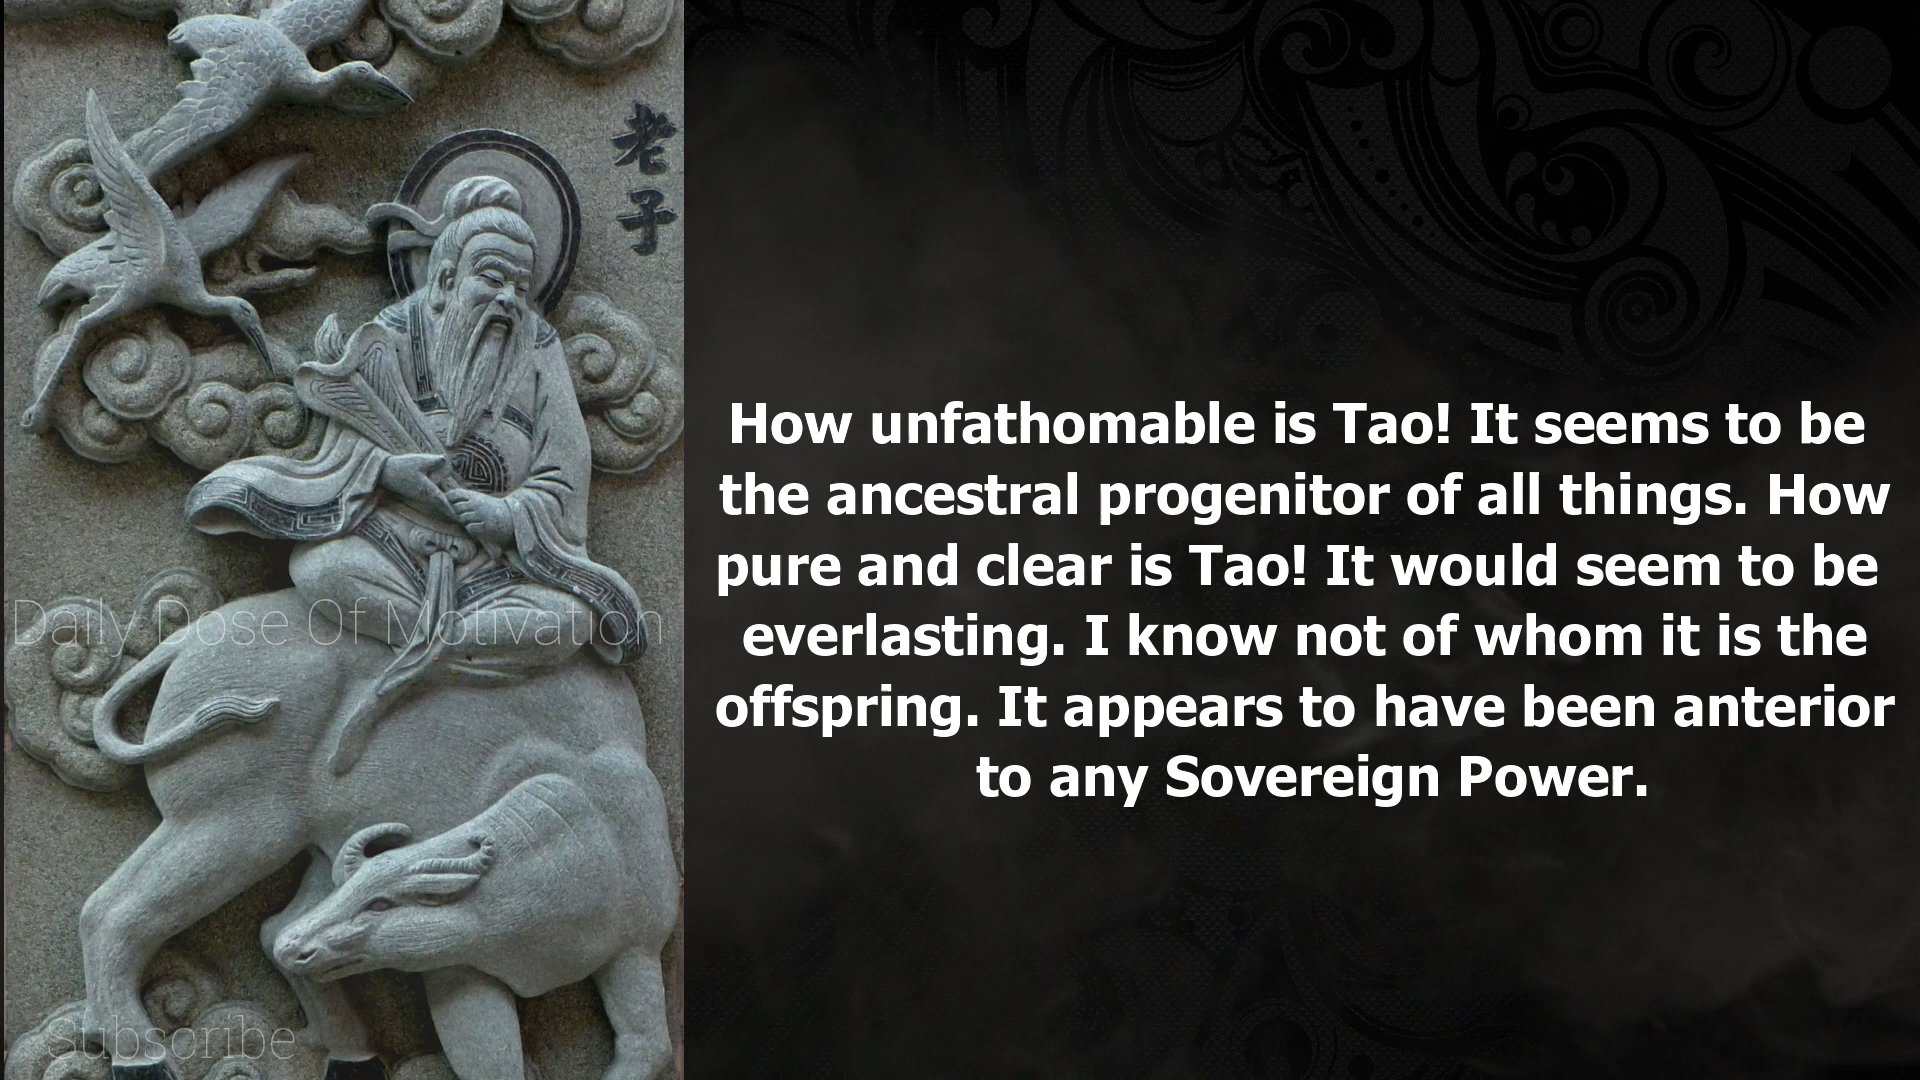 老子
How unfathomable is Tao! It seems to be
the ancestral progenitor of all things. How
pure and clear is Tao! It would seem to be
everlasting. I know not of whom it is the
offspring. It appears to have been anterior
to any Sovereign Power.
Daily Dose Of Motivation
Subsoribe